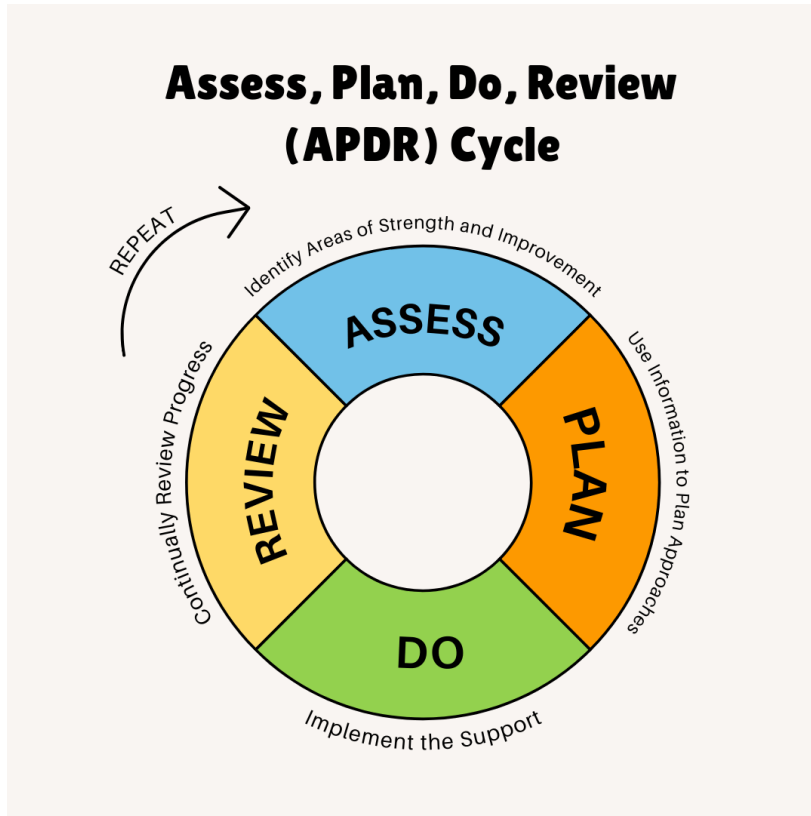 Assess, Plan, Do, Review
(APDR) Cycle
REPEAT
Identify Areas of Strength and Improvement
ASSESS
Use Information to Plan Approaches
PLAN
DO
Implement the Support
Continually Review Progress
REVIEW